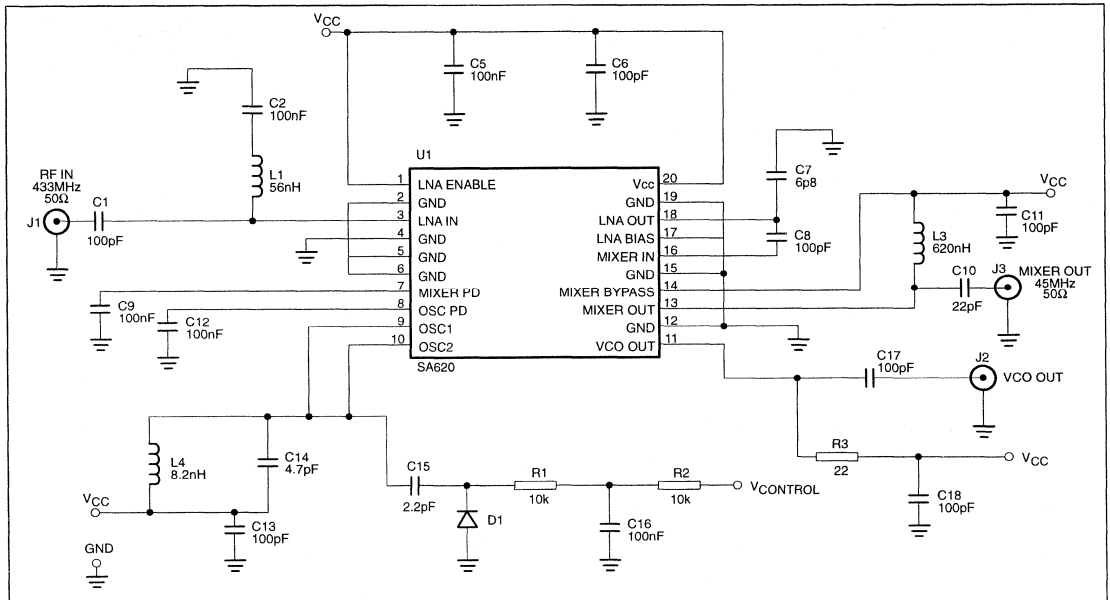 VCC
C5
100nF
C6
100pF
C2
100nF
L1
56nH
RF IN
433MHz
50Ω
J1
C1
100pF
U1
1 LNA ENABLE
2 GND
3 LNA IN
4 GND
5 GND
6 GND
7 MIXER PD
8 OSC PD
9 OSC1
10 OSC2
Vcc 20
GND 19
LNA OUT 18
LNA BIAS 17
MIXER IN 16
GND 15
MIXER BYPASS 14
MIXER OUT 13
GND 12
VCO OUT 11
SA620
C7
6p8
C8
100pF
VCC
C11
100pF
L3
620nH
C10
22pF
J3
MIXER OUT
45MHz
50Ω
C9
100nF
C12
100nF
C17
100pF
J2
VCO OUT
R3
22
VCC
C18
100pF
L4
8.2nH
C14
4.7pF
VCC
C13
100pF
GND
C15
2.2pF
D1
R1
10k
R2
10k
VCONTROL
C16
100nF